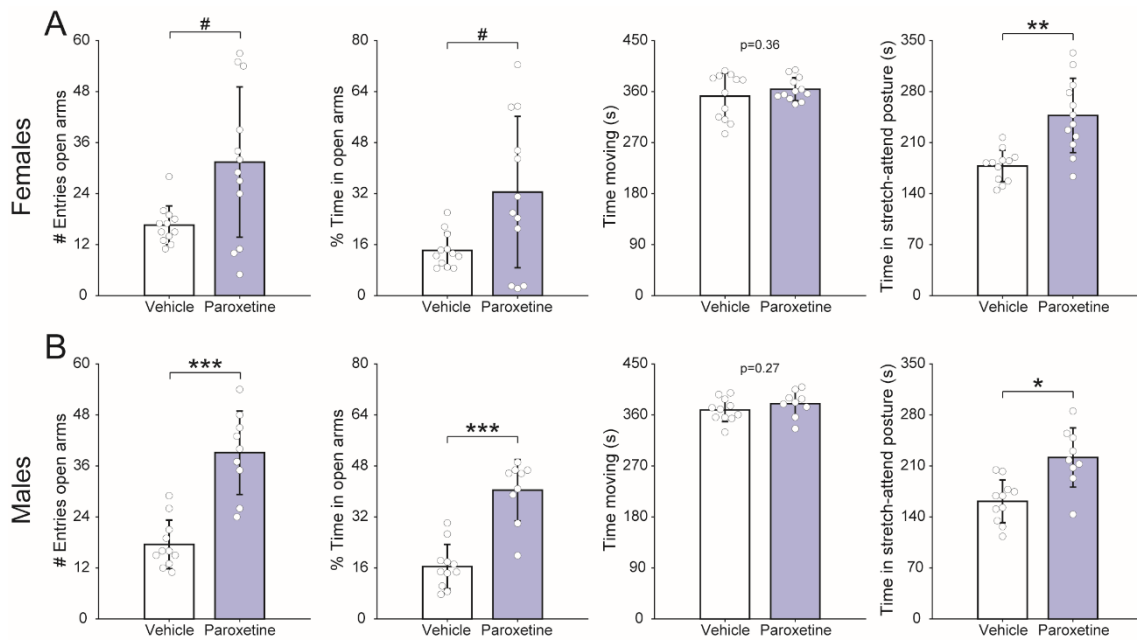 A
Females
# Entries open arms
60
48
36
24
12
0
#
Vehicle Paroxetine
% Time in open arms
80
64
48
32
16
0
#
Vehicle Paroxetine
Time moving (s)
450
360
270
180
90
0
p=0.36
Vehicle Paroxetine
Time in stretch-attend posture (s)
350
280
210
140
70
0
**
Vehicle Paroxetine
B
Males
# Entries open arms
60
48
36
24
12
0
***
Vehicle Paroxetine
% Time in open arms
80
64
48
32
16
0
***
Vehicle Paroxetine
Time moving (s)
450
360
270
180
90
0
p=0.27
Vehicle Paroxetine
Time in stretch-attend posture (s)
350
280
210
140
70
0
*
Vehicle Paroxetine